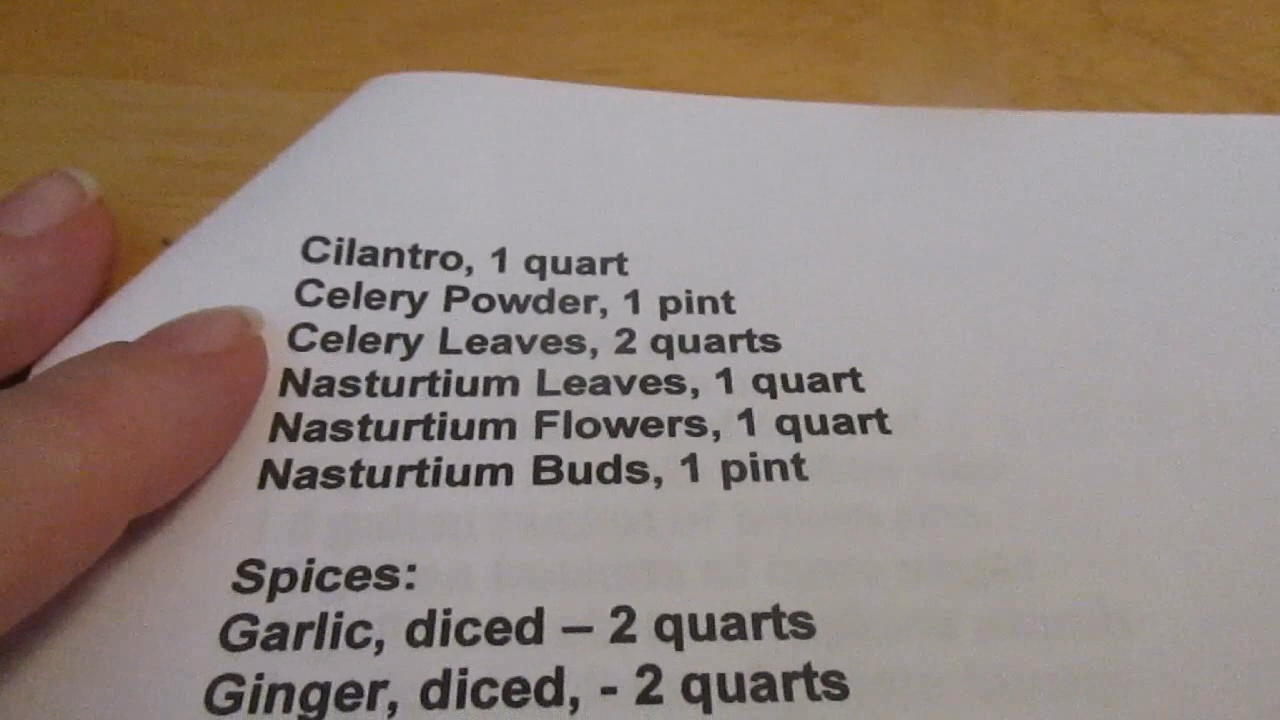 Cilantro, 1 quart
Celery Powder, 1 pint
Celery Leaves, 2 quarts
Nasturtium Leaves, 1 quart
Nasturtium Flowers, 1 quart
Nasturtium Buds, 1 pint
Spices:
Garlic, diced – 2 quarts
Ginger, diced, - 2 quarts